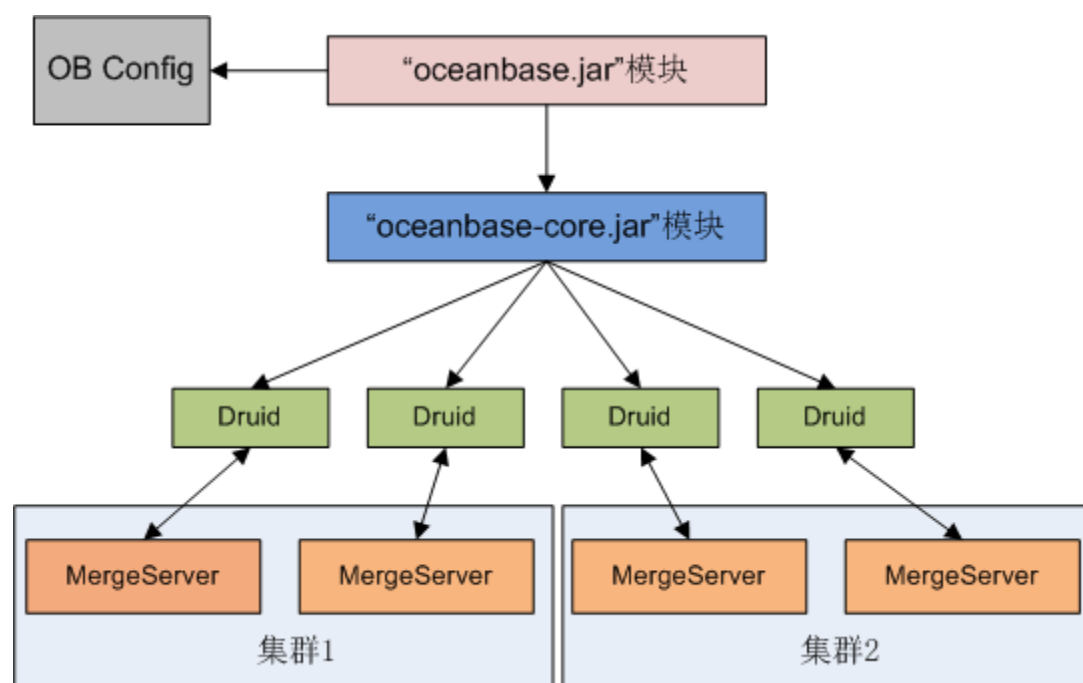 OB Config
“oceanbase.jar”模块
“oceanbase-core.jar”模块
Druid
Druid
Druid
Druid
MergeServer
MergeServer
MergeServer
MergeServer
集群1
集群2